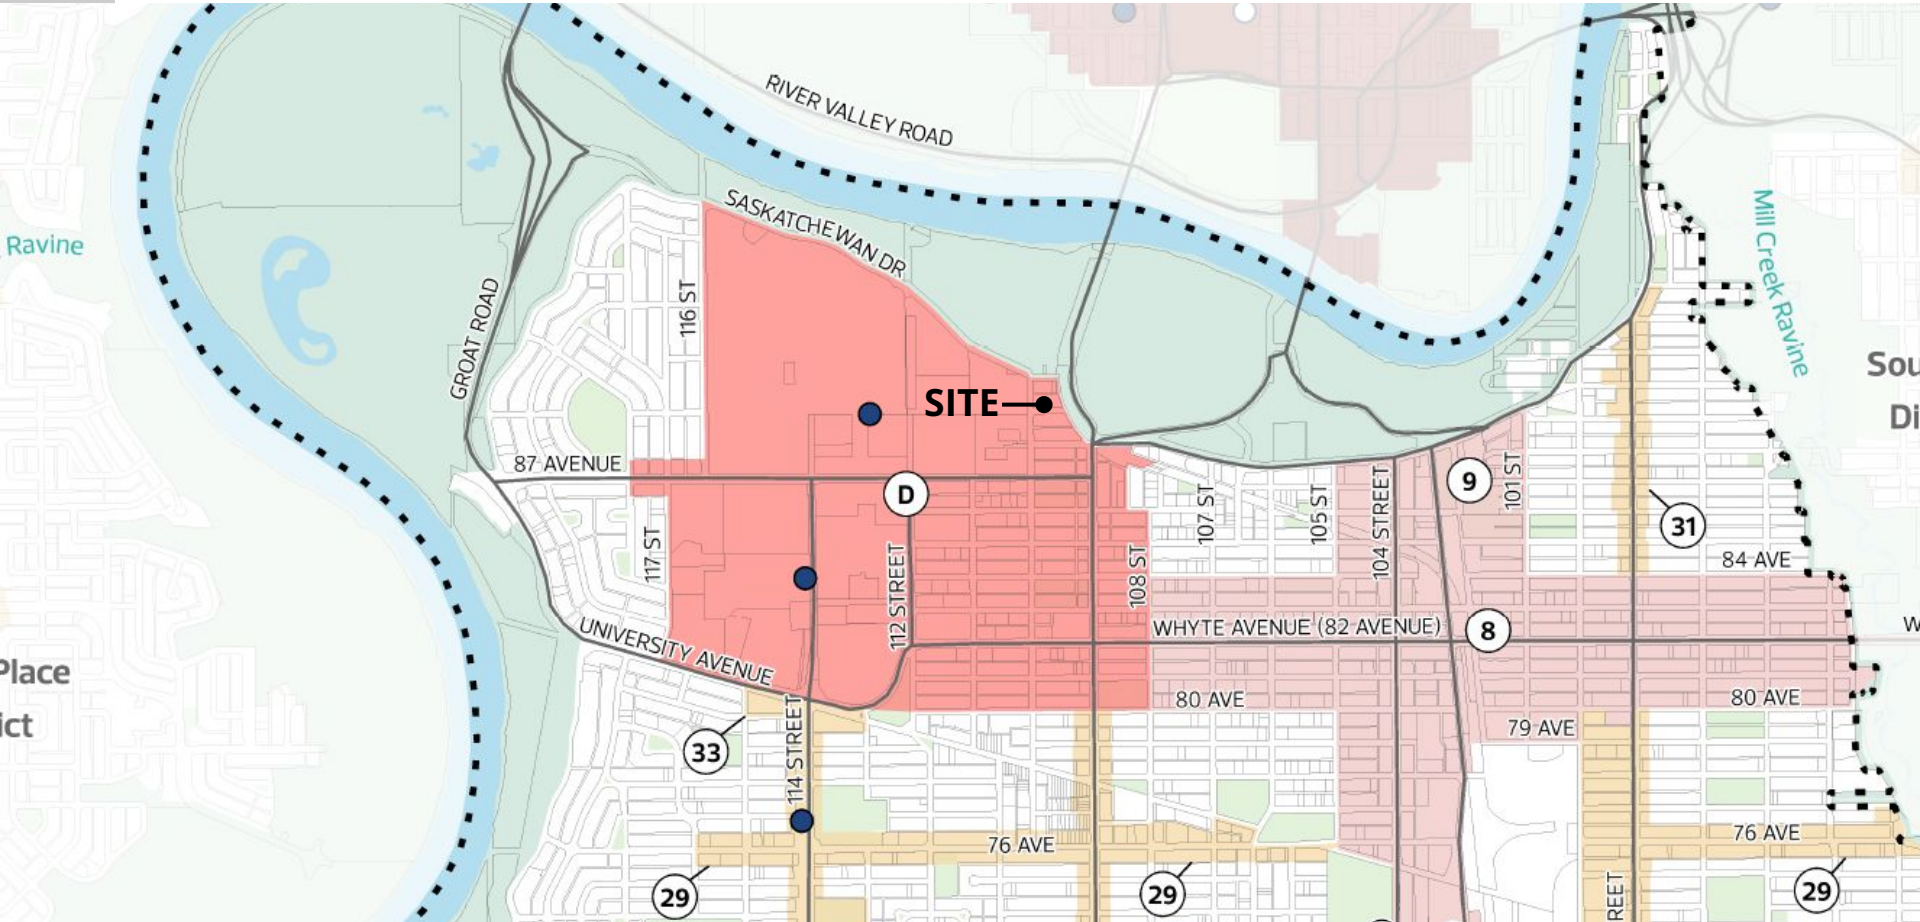 RIVER VALLEY ROAD
SASKATCHEWAN DR
Mill Creek Ravine
Ravine
GROAT ROAD
116 ST
SITE
Sou
Di
87 AVENUE
D
9
101 ST
107 ST
105 ST
104 STREET
31
117 ST
112 STREET
108 ST
84 AVE
UNIVERSITY AVENUE
WHYTE AVENUE (82 AVENUE)
8
W
Place
ict
80 AVE
80 AVE
79 AVE
33
114 STREET
76 AVE
76 AVE
29
29
29
REET